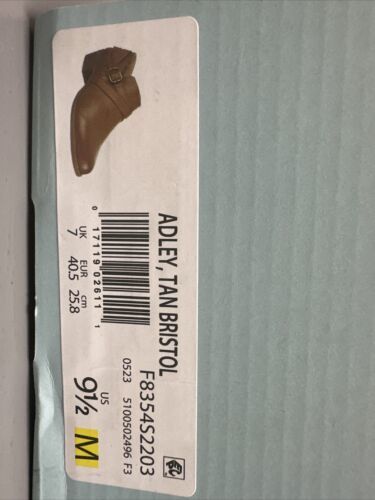 ADLEY, TAN BRISTOL
F8354S2203
0523 5100502496 F3
0 17119 02611 1
UK EUR cm
7 40.5 25.8
US
9½ M